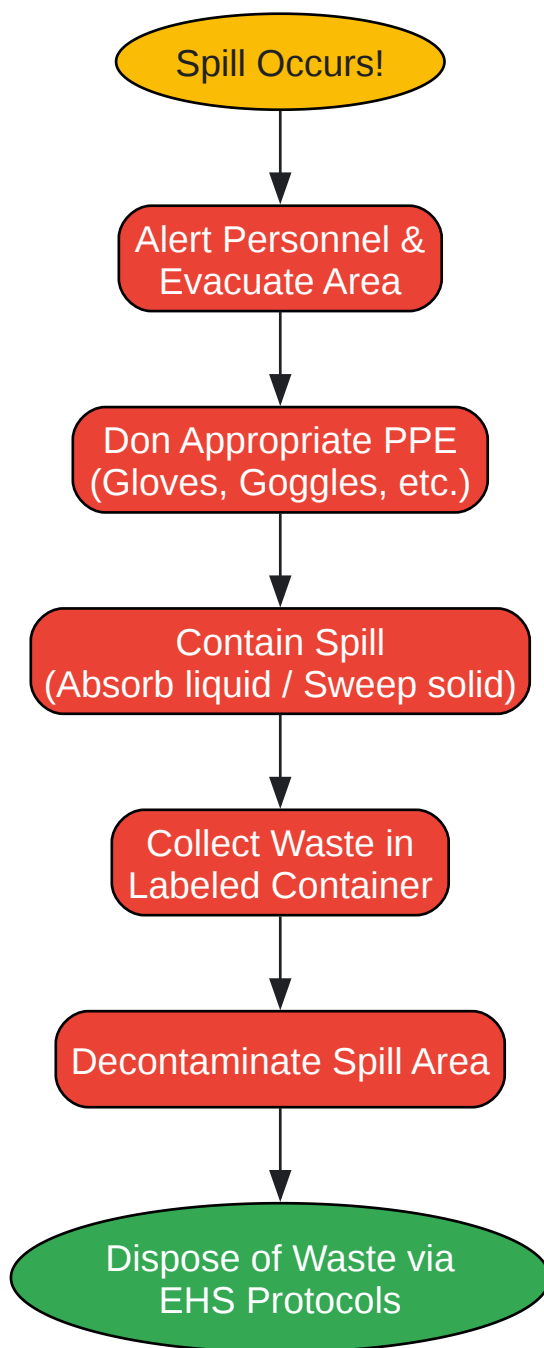 Spill Occurs!
Alert Personnel &
Evacuate Area
Don Appropriate PPE
(Gloves, Goggles, etc.)
Contain Spill
(Absorb liquid / Sweep solid)
Collect Waste in
Labeled Container
Decontaminate Spill Area
Dispose of Waste via
EHS Protocols